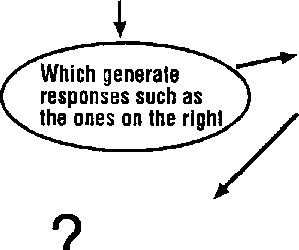 Which generate
responses such as
the ones on the right
?